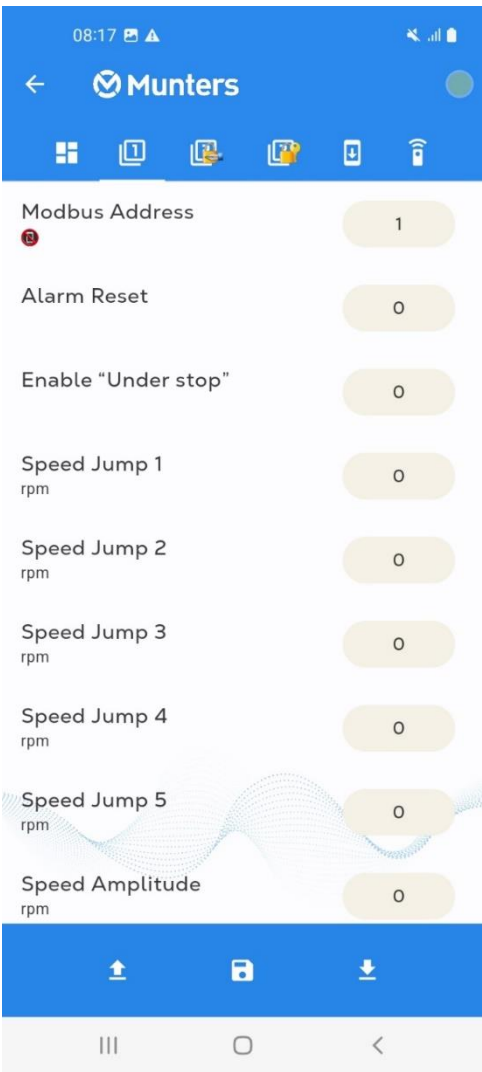 08:17
Munters
1
Modbus Address
1
Alarm Reset
0
Enable “Under stop”
0
Speed Jump 1
rpm
0
Speed Jump 2
rpm
0
Speed Jump 3
rpm
0
Speed Jump 4
rpm
0
Speed Jump 5
rpm
0
Speed Amplitude
rpm
0